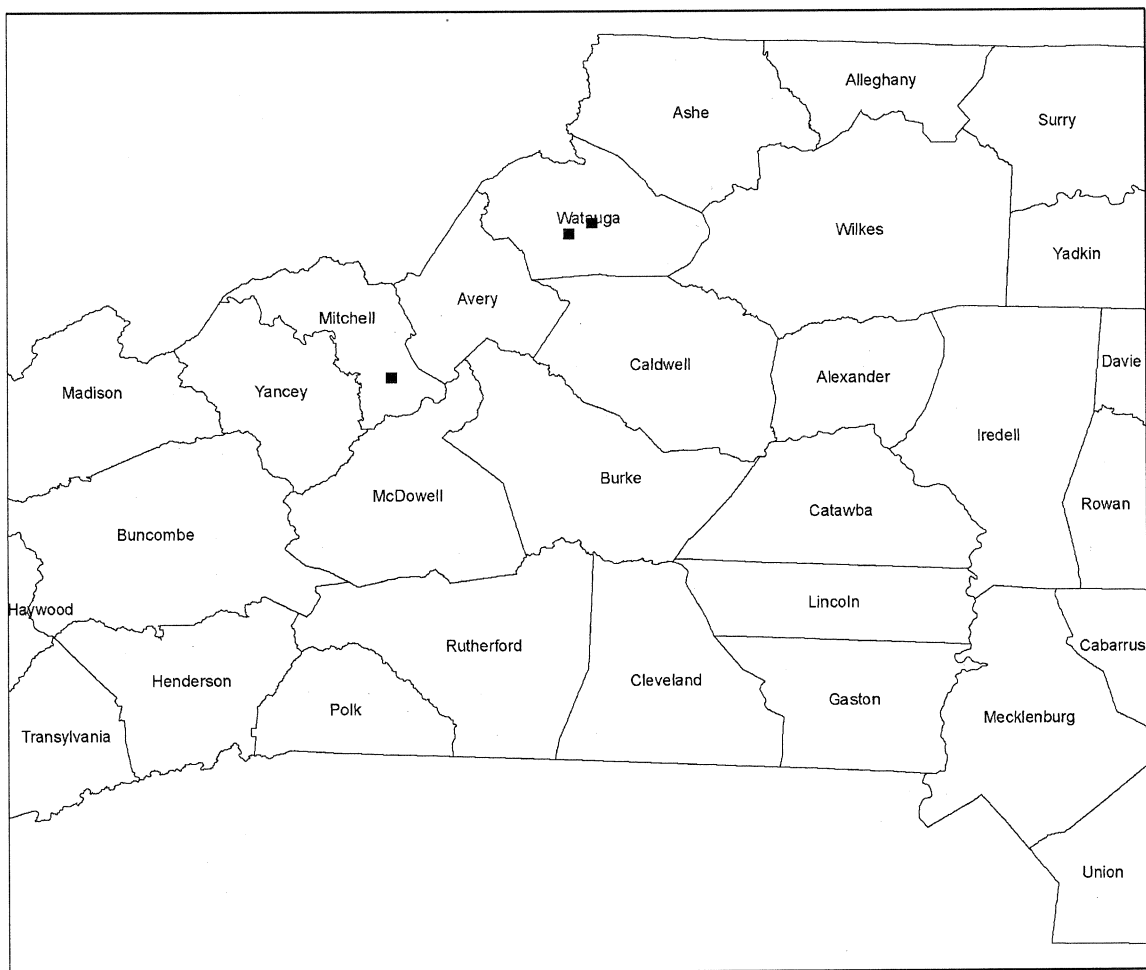 Alleghany
Ashe
Surry
Watauga
Wilkes
Yadkin
Avery
Mitchell
Caldwell
Davie
Alexander
Madison
Yancey
Iredell
Burke
McDowell
Rowan
Catawba
Buncombe
Lincoln
Haywood
Rutherford
Cabarrus
Henderson
Cleveland
Gaston
Polk
Mecklenburg
Transylvania
Union